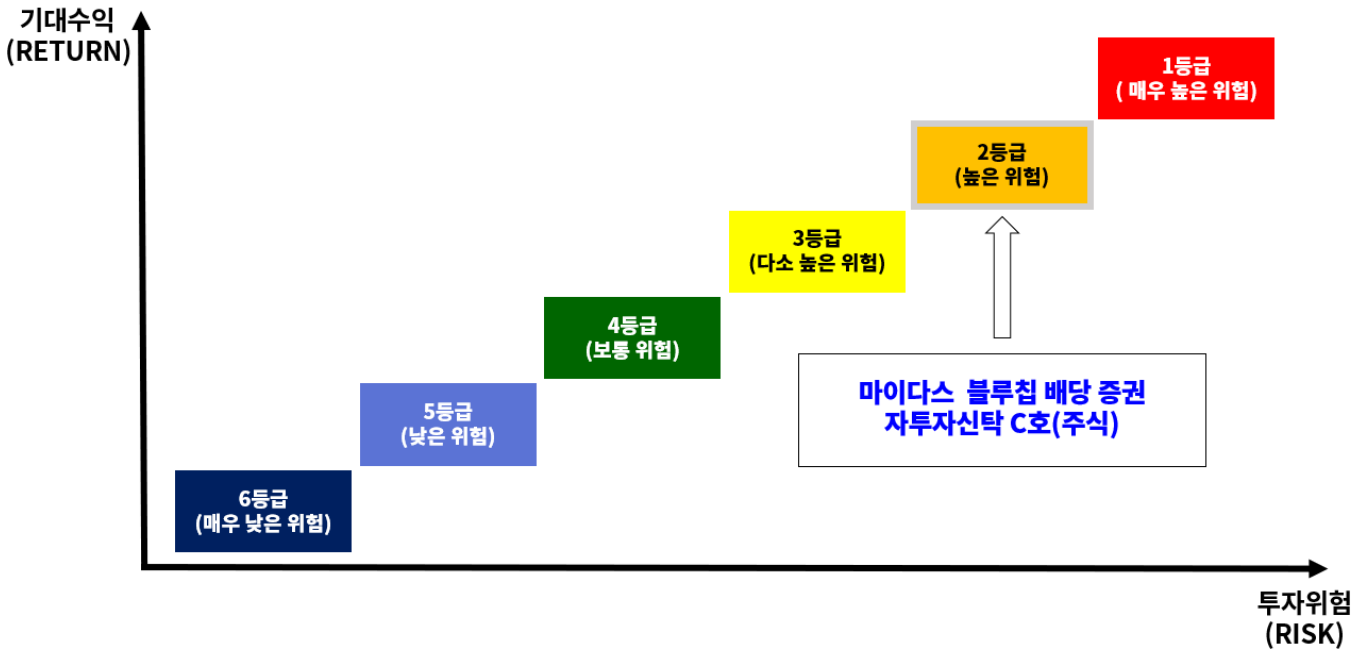 기대수익
(RETURN)
1등급
( 매우 높은 위험)
2등급
(높은 위험)
3등급
(다소 높은 위험)
4등급
(보통 위험)
마이다스 블루칩 배당 증권
자투자신탁 C호(주식)
5등급
(낮은 위험)
6등급
(매우 낮은 위험)
투자위험
(RISK)